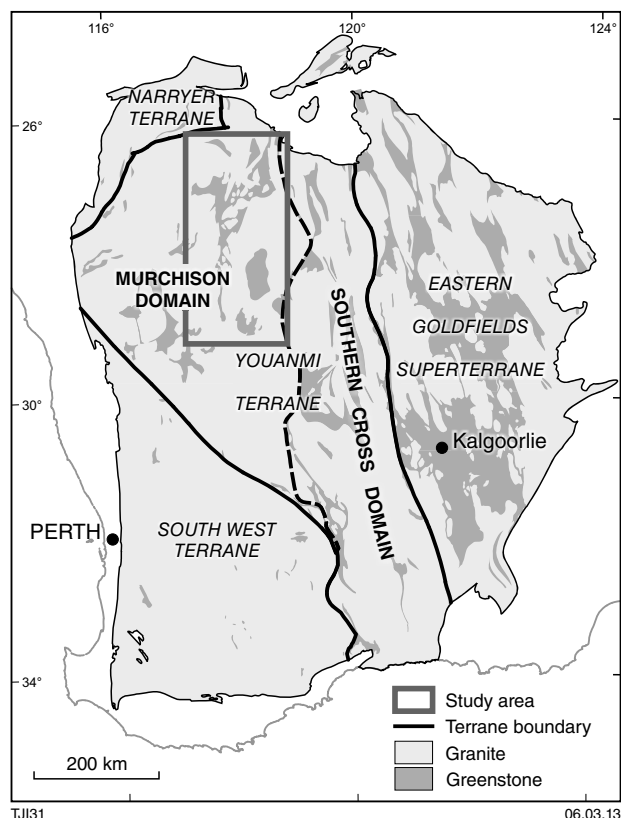 116°
120°
124°
NARRYER
TERRANE
26°
MURCHISON
DOMAIN
EASTERN
GOLDFIELDS
SUPERTERRANE
YOUANMI
TERRANE
SOUTHERN CROSS DOMAIN
30°
Kalgoorlie
PERTH
SOUTH WEST
TERRANE
34°
Study area
Terrane boundary
Granite
Greenstone
200 km
TJI31
06.03.13